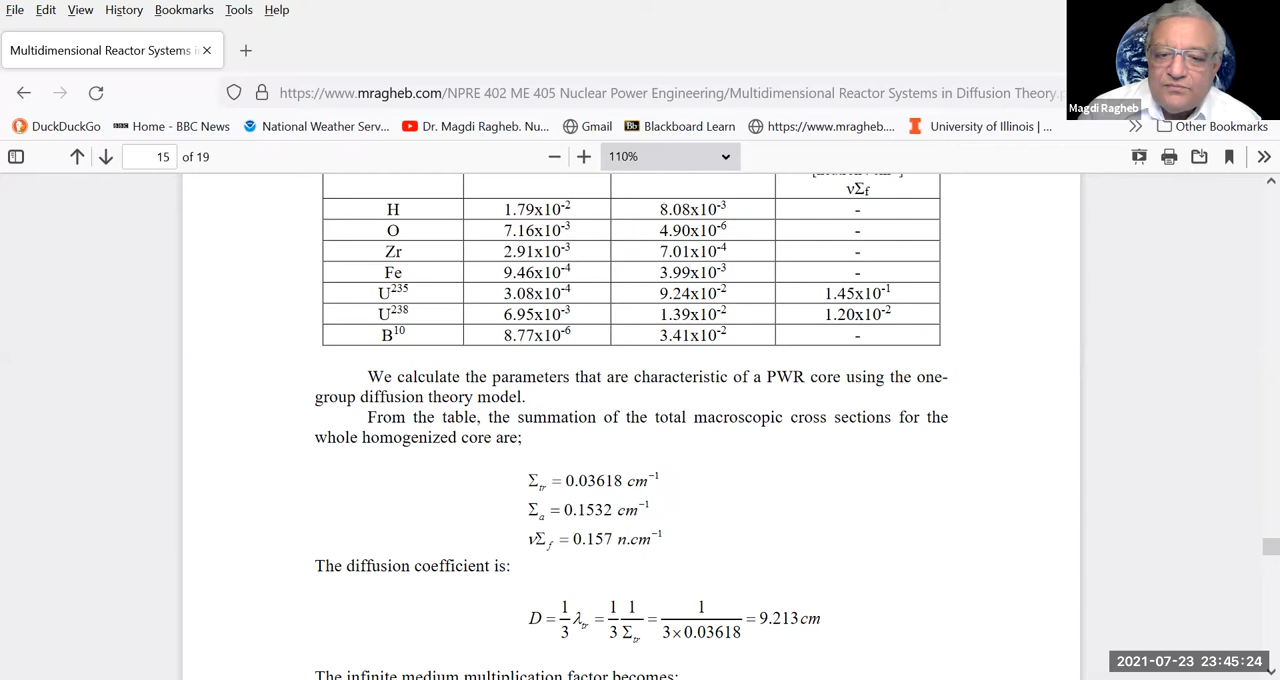 File Edit View History Bookmarks Tools Help
Multidimensional Reactor Systems i
https://www.mragheb.com/NPRE 402 ME 405 Nuclear Power Engineering/Multidimensional Reactor Systems in Diffusion Theory.p
Magdi Ragheb
DuckDuckGo Home - BBC News National Weather Serv... Dr. Magdi Ragheb. Nu... Gmail Blackboard Learn https://www.mragheb.... University of Illinois |... Other Bookmarks
15 of 19 110%
νΣf
H 1.79x10-2 8.08x10-3 -
O 7.16x10-3 4.90x10-6 -
Zr 2.91x10-3 7.01x10-4 -
Fe 9.46x10-4 3.99x10-3 -
U235 3.08x10-4 9.24x10-2 1.45x10-1
U238 6.95x10-3 1.39x10-2 1.20x10-2
B10 8.77x10-6 3.41x10-2 -
We calculate the parameters that are characteristic of a PWR core using the one-
group diffusion theory model.
From the table, the summation of the total macroscopic cross sections for the
whole homogenized core are;
Σtr = 0.03618 cm−1
Σa = 0.1532 cm−1
νΣf = 0.157 n.cm−1
The diffusion coefficient is:
D = 1/3 λtr = 1/3 1/Σtr = 1/(3×0.03618) = 9.213 cm
The infinite medium multiplication factor becomes:
2021-07-23 23:45:24